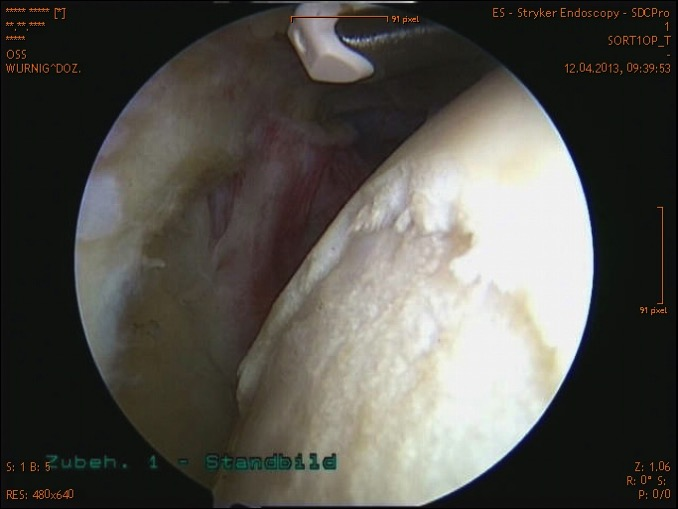 ***** ***** [*]
**.**.****
*****
OSS
WURNIG^DOZ.
91 pixel
ES - Stryker Endoscopy - SDCPro
1
SORT1OP_T
-
12.04.2013, 09:39:53
91 pixel
S: 1 B: 5
Zubeh. 1 - Standbild
RES: 480x640
Z: 1.06
R: 0° S:
P: 0/0